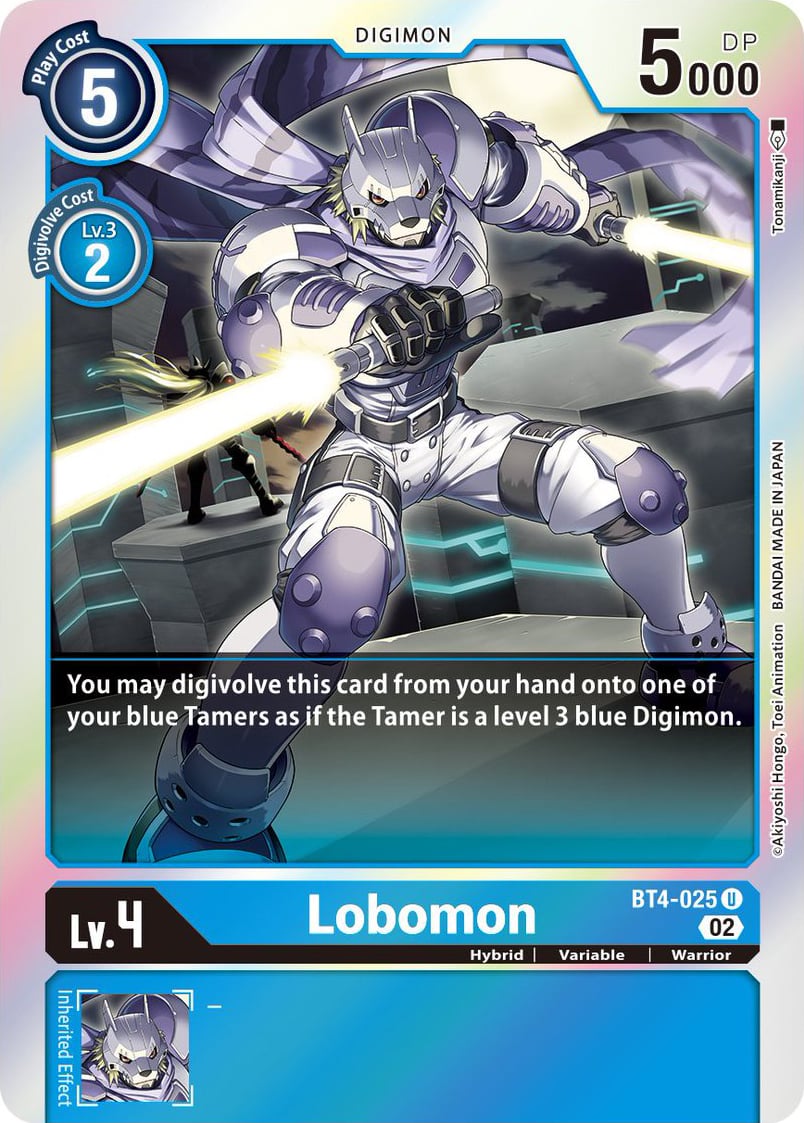 DIGIMON
Play Cost
5
5000
DP
Digivolve Cost
Lv.3
2
Tonamikanji
You may digivolve this card from your hand onto one of
your blue Tamers as if the Tamer is a level 3 blue Digimon.
©Akiyoshi Hongo, Toei Animation BANDAI MADE IN JAPAN
Lv.4
Lobomon
BT4-025 U
02
Hybrid | Variable | Warrior
Inherited Effect
–